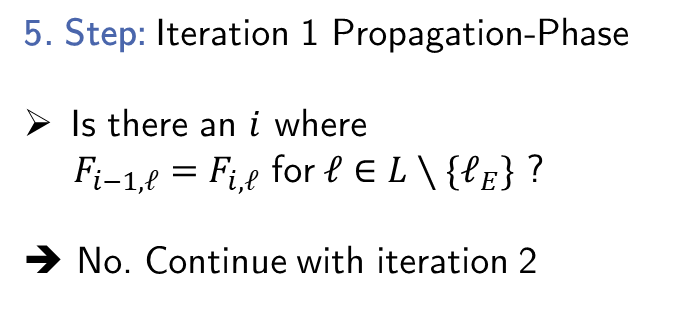 5. Step: Iteration 1 Propagation-Phase
➢ Is there an i where
F_{i−1,ℓ} = F_{i,ℓ} for ℓ ∈ L \ {ℓ_E} ?
➔ No. Continue with iteration 2